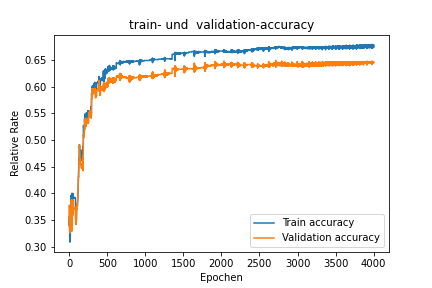 train- und  validation-accuracy
Relative Rate
0.65
0.60
0.55
0.50
0.45
0.40
0.35
0.30
Train accuracy
Validation accuracy
0 500 1000 1500 2000 2500 3000 3500 4000
Epochen